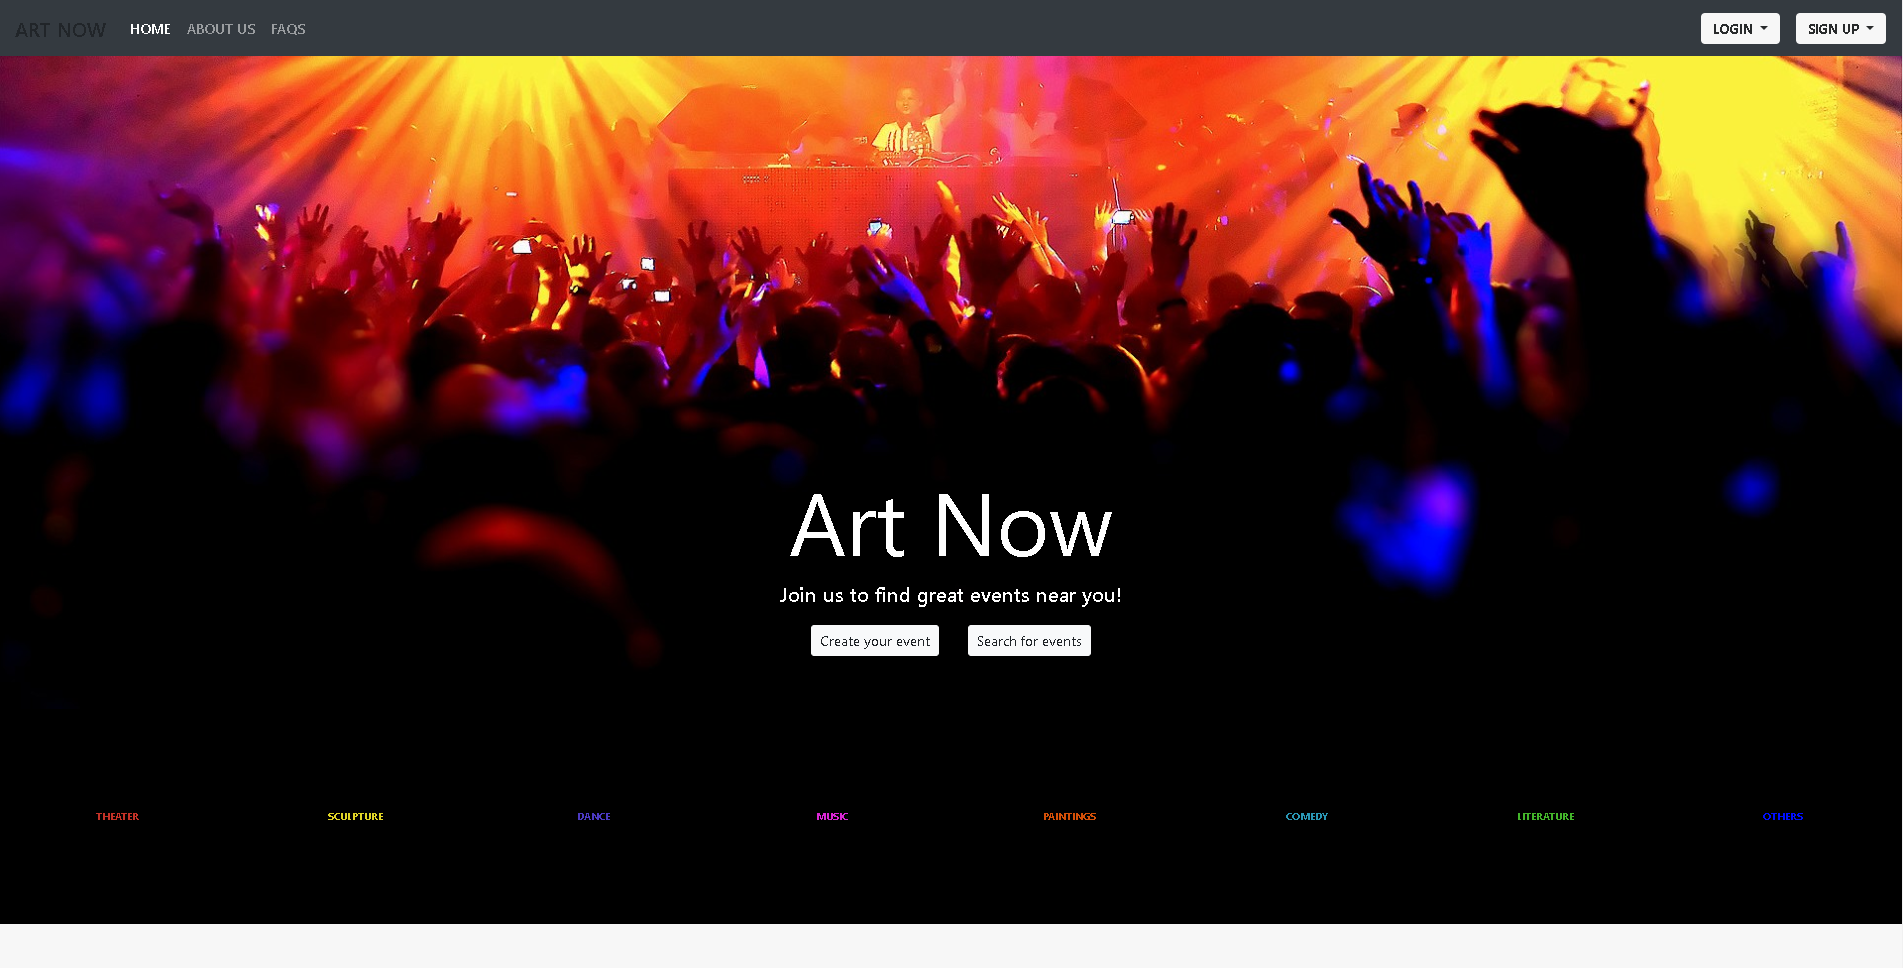 ART NOW HOME ABOUT US FAQS LOGIN SIGN UP
Art Now
Join us to find great events near you!
Create your event Search for events
THEATER SCULPTURE DANCE MUSIC PAINTINGS COMEDY LITERATURE OTHERS